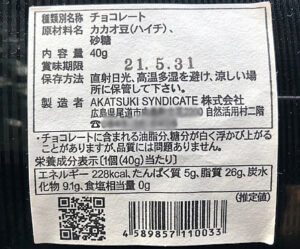 種類別名称 チョコレート
原材料名 カカオ豆(ハイチ)、
砂糖
内容量 40g
賞味期限 21.5.31
保存方法 直射日光、高温多湿を避け、涼しい場
所に保管して下さい。
製造者 AKATSUKI SYNDICATE 株式会社
広島県尾道市 自然活用村二階
・チョコレートに含まれる油脂分、糖分が白く浮かび上がる
ことがありますが、品質には問題ありません。
栄養成分表示[1個(40g)当たり]
エネルギー 228kcal、たんぱく質 5g、脂質 26g、炭水
化物 9.1g、食塩相当量 0g
(推定値)
4 589857 110033